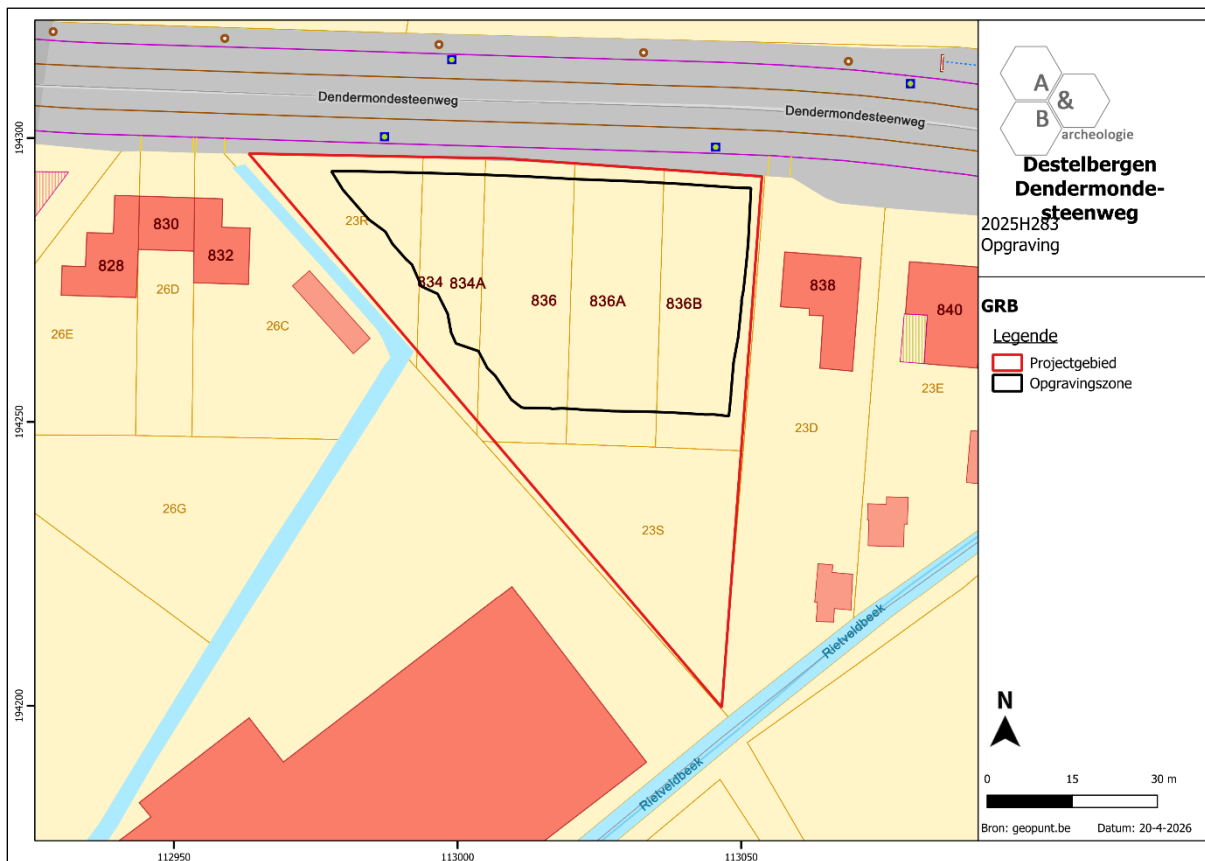 Dendermondesteenweg
Dendermondesteenweg
23R
830
828
832
834
834A
836
836A
836B
838
840
26D
26E
26C
23E
23D
26G
23S
Rietveldbeek
Rietveldbeek
194300
194250
194200
112950
113000
113050
A
&
B
archeologie
Destelbergen
Dendermonde-
steenweg
2025H283
Opgraving
GRB
Legende
Projectgebied
Opgravingszone
N
0 15 30 m
Bron: geopunt.be Datum: 20-4-2026